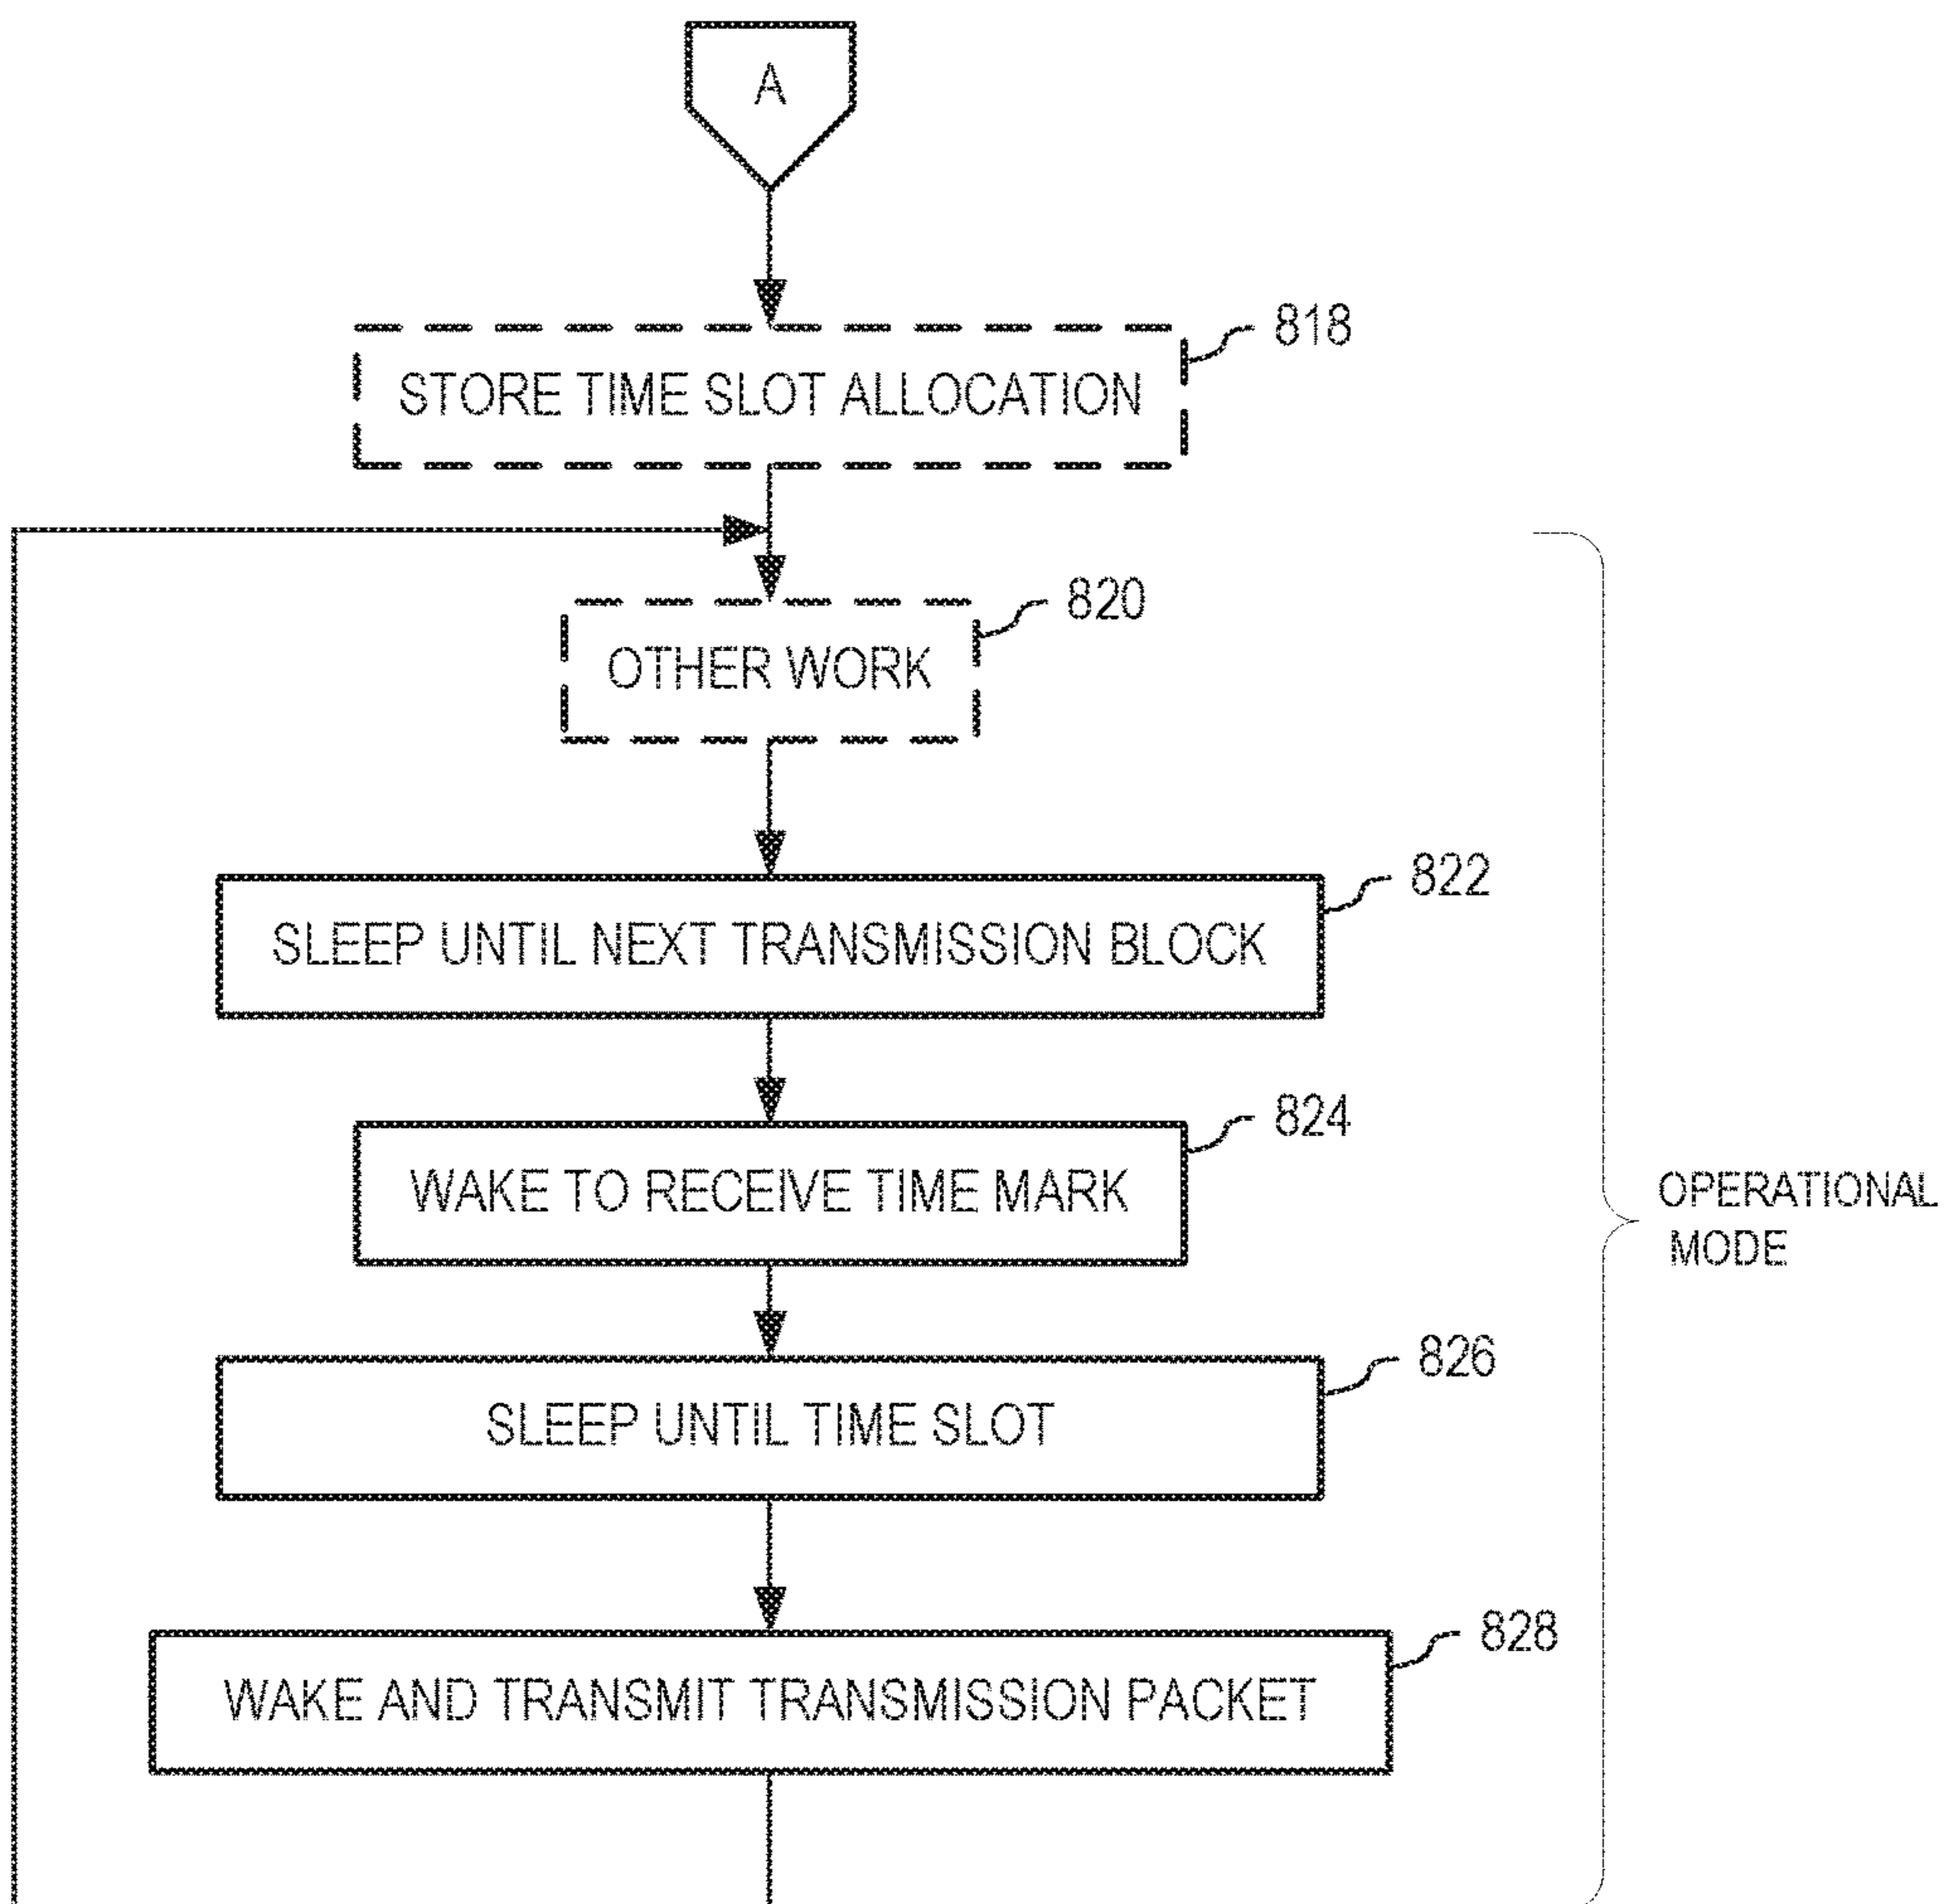 A
818
STORE TIME SLOT ALLOCATION
820
OTHER WORK
822
SLEEP UNTIL NEXT TRANSMISSION BLOCK
824
WAKE TO RECEIVE TIME MARK
OPERATIONAL
MODE
826
SLEEP UNTIL TIME SLOT
828
WAKE AND TRANSMIT TRANSMISSION PACKET